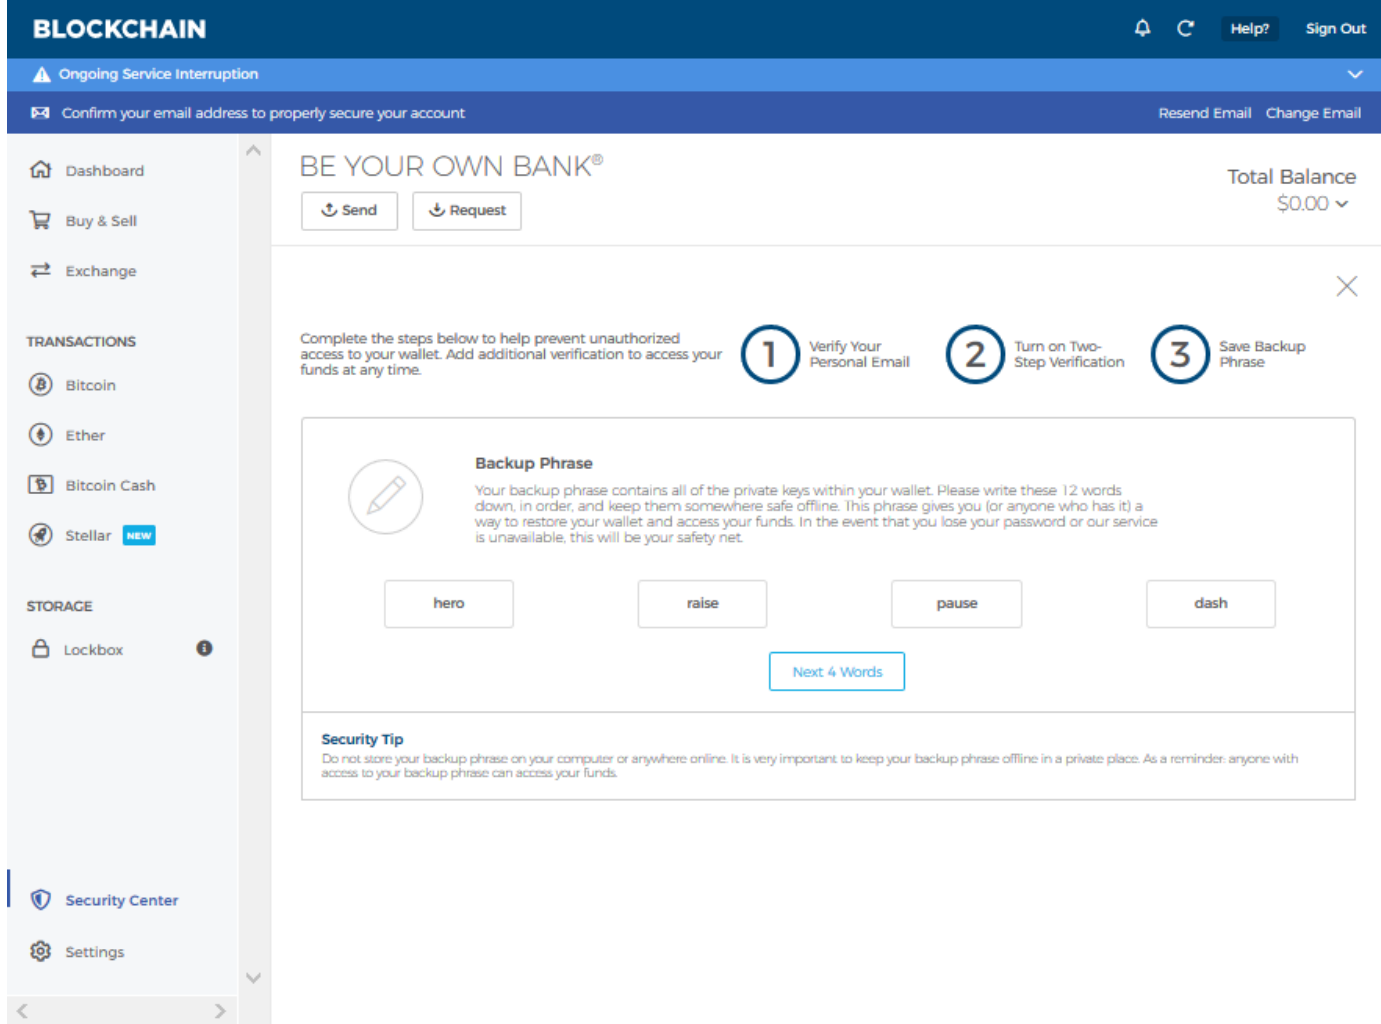 BLOCKCHAIN
Help?
Sign Out
Ongoing Service Interruption
Confirm your email address to properly secure your account
Resend Email
Change Email
Dashboard
Buy & Sell
Exchange
TRANSACTIONS
Bitcoin
Ether
Bitcoin Cash
Stellar NEW
STORAGE
Lockbox
Security Center
Settings
BE YOUR OWN BANK®
Send
Request
Total Balance
$0.00
Complete the steps below to help prevent unauthorized
access to your wallet. Add additional verification to access your
funds at any time.
1
Verify Your
Personal Email
2
Turn on Two-
Step Verification
3
Save Backup
Phrase
Backup Phrase
Your backup phrase contains all of the private keys within your wallet. Please write these 12 words
down, in order, and keep them somewhere safe offline. This phrase gives you (or anyone who has it) a
way to restore your wallet and access your funds. In the event that you lose your password or our service
is unavailable, this will be your safety net.
hero
raise
pause
dash
Next 4 Words
Security Tip
Do not store your backup phrase on your computer or anywhere online. It is very important to keep your backup phrase offline in a private place. As a reminder: anyone with
access to your backup phrase can access your funds.